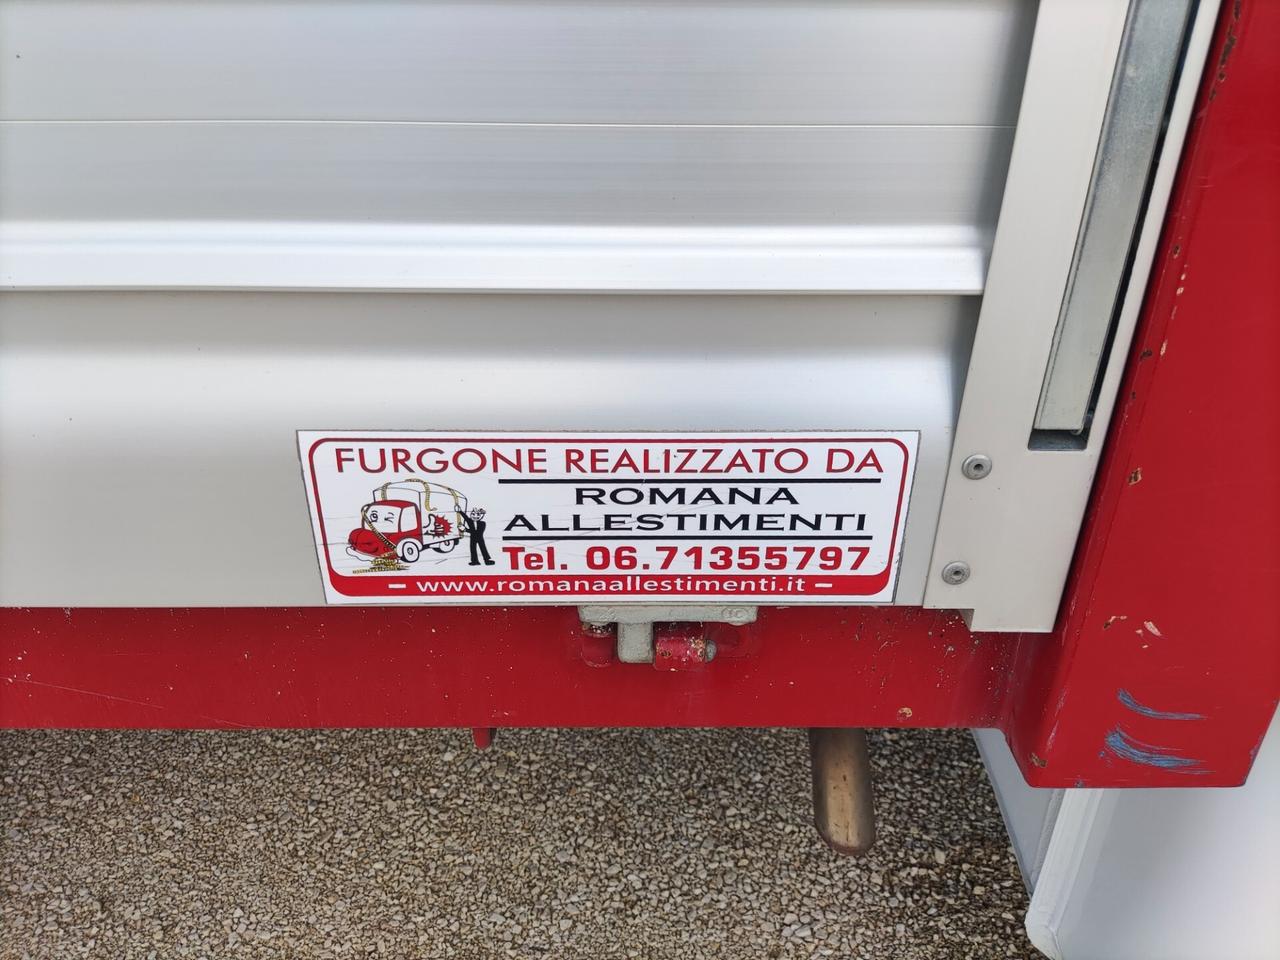 FURGONE REALIZZATO DA
ROMANA
ALLESTIMENTI
Tel. 06.71355797
– www.romanaallestimenti.it –